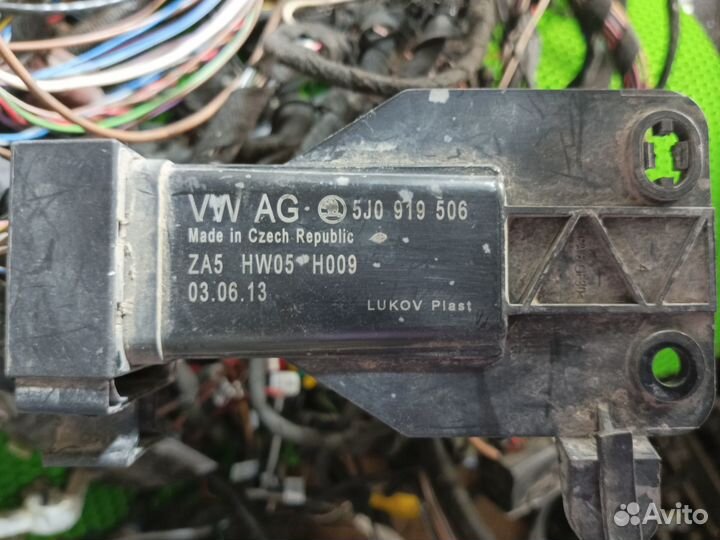 VW AG 5J0 919 506
Made in Czech Republic
ZA5 HW05 H009
03.06.13
LUKOV Plast
Avito